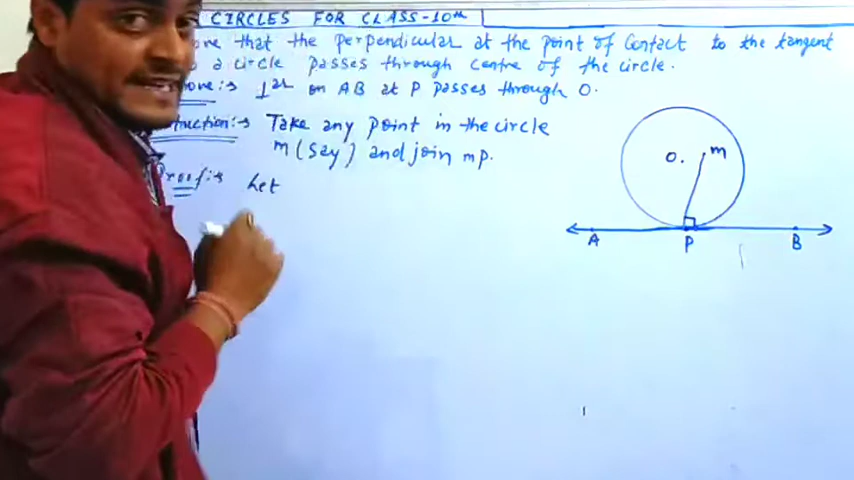 CIRCLES FOR CLASS-10th
that the perpendicular at the point of Contact to the tangent
a circle passes through centre of the circle.
⊥ar on AB at P passes through O.
Take any point in the circle
m (say) and join mp.
Proof:→ Let
O. m
A P B